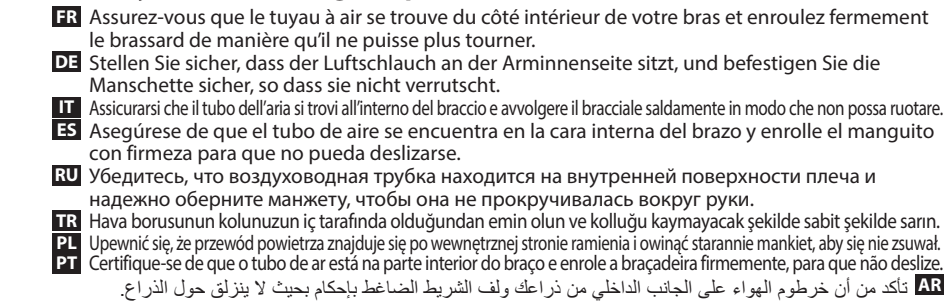 FR Assurez-vous que le tuyau à air se trouve du côté intérieur de votre bras et enroulez fermement
le brassard de manière qu'il ne puisse plus tourner.
DE Stellen Sie sicher, dass der Luftschlauch an der Arminnenseite sitzt, und befestigen Sie die
Manschette sicher, so dass sie nicht verrutscht.
IT Assicurarsi che il tubo dell'aria si trovi all'interno del braccio e avvolgere il bracciale saldamente in modo che non possa ruotare.
ES Asegúrese de que el tubo de aire se encuentra en la cara interna del brazo y enrolle el manguito
con firmeza para que no pueda deslizarse.
RU Убедитесь, что воздуховодная трубка находится на внутренней поверхности плеча и
надежно оберните манжету, чтобы она не прокручивалась вокруг руки.
TR Hava borusunun kolunuzun iç tarafında olduğundan emin olun ve kolluğu kaymayacak şekilde sabit şekilde sarın.
PL Upewnić się, że przewód powietrza znajduje się po wewnętrznej stronie ramienia i owinąć starannie mankiet, aby się nie zsuwał.
PT Certifique-se de que o tubo de ar está na parte interior do braço e enrole a braçadeira firmemente, para que não deslize.
AR تأكد من أن خرطوم الهواء على الجانب الداخلي من ذراعك ولف الشريط الضاغط بإحكام بحيث لا ينزلق حول الذراع.